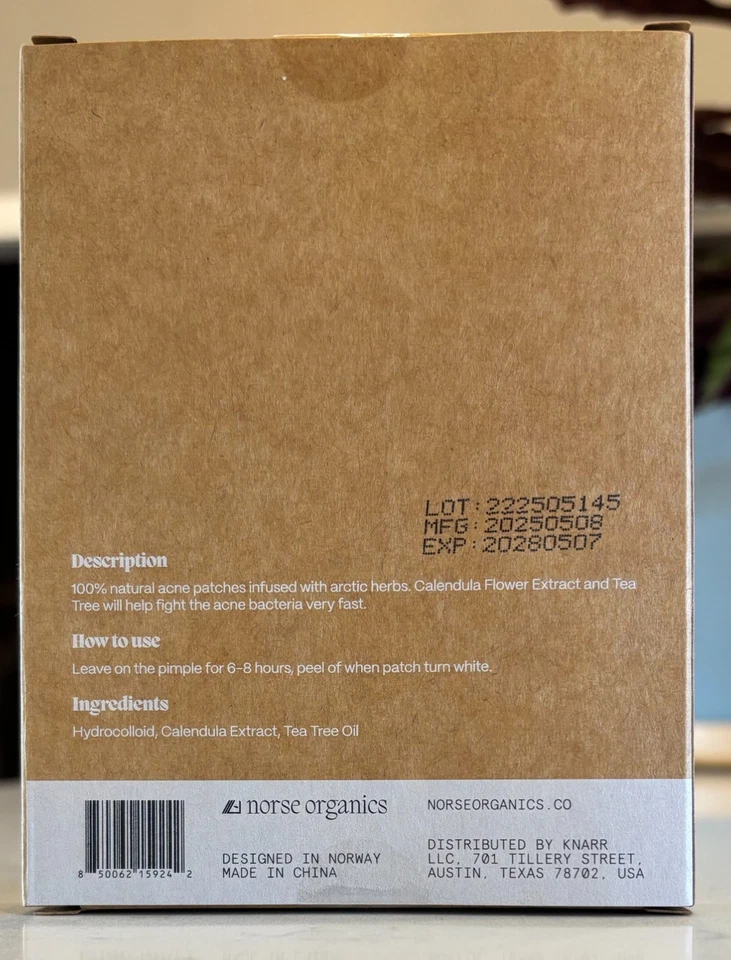 LOT:222505145
MFG:20250508
EXP:20280507
Description
100% natural acne patches infused with arctic herbs. Calendula Flower Extract and Tea
Tree will help fight the acne bacteria very fast.
How to use
Leave on the pimple for 6-8 hours, peel of when patch turn white.
Ingredients
Hydrocolloid, Calendula Extract, Tea Tree Oil
8 50062 15924 2
norse organics
DESIGNED IN NORWAY
MADE IN CHINA
NORSEORGANICS.CO
DISTRIBUTED BY KNARR
LLC, 701 TILLERY STREET,
AUSTIN, TEXAS 78702, USA